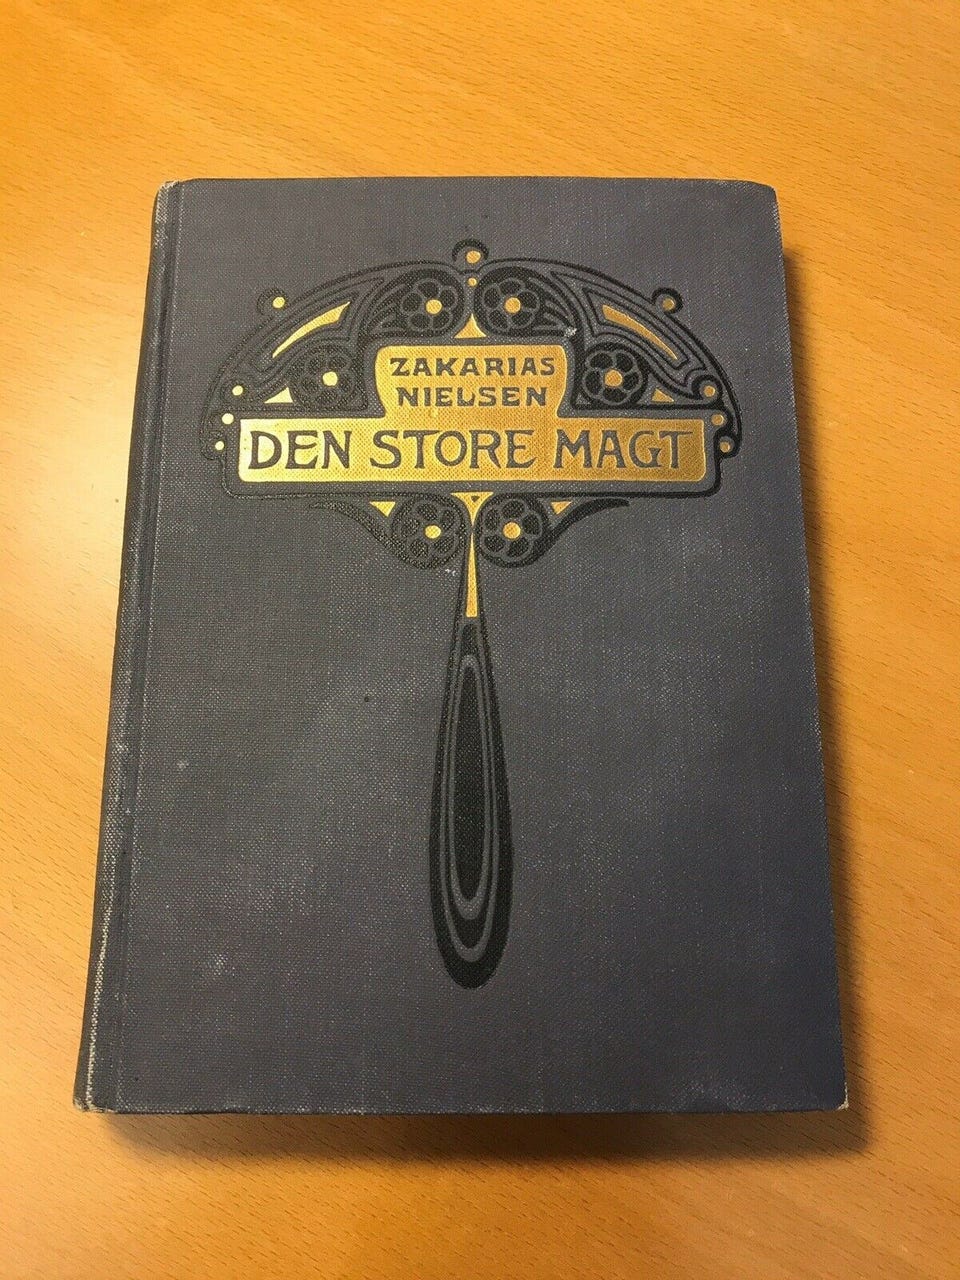 ZAKARIAS
NIELSEN
DEN STORE MAGT